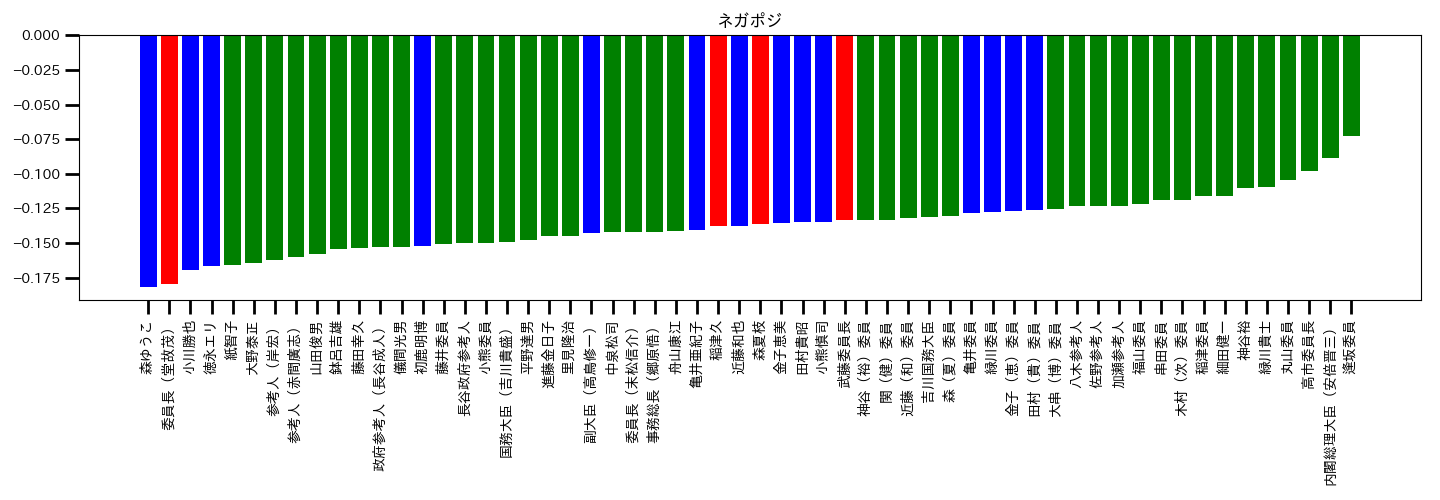 ネガポジ
0.000
−0.025
−0.050
−0.075
−0.100
−0.125
−0.150
−0.175
森ゆうこ
委員長（堂故茂）
小川勝也
徳永エリ
紙智子
大野泰正
参考人（岸宏）
参考人（赤間廣志）
山田俊男
鉢呂吉雄
藤田幸久
政府参考人（長谷成人）
儀間光男
初鹿明博
藤井委員
長谷政府参考人
小熊委員
国務大臣（吉川貴盛）
平野達男
進藤金日子
里見隆治
副大臣（高鳥修一）
中泉松司
委員長（末松信介）
事務総長（郷原悟）
舟山康江
亀井亜紀子
稲津久
近藤和也
森夏枝
金子恵美
田村貴昭
小熊慎司
武藤委員長
神谷（裕）委員
関（健）委員
近藤（和）委員
吉川国務大臣
森（夏）委員
亀井委員
緑川委員
金子（恵）委員
田村（貴）委員
大串（博）委員
八木参考人
佐野参考人
加瀬参考人
福山委員
串田委員
木村（次）委員
稲津委員
細田健一
神谷裕
緑川貴士
丸山委員
高市委員長
内閣総理大臣（安倍晋三）
逢坂委員